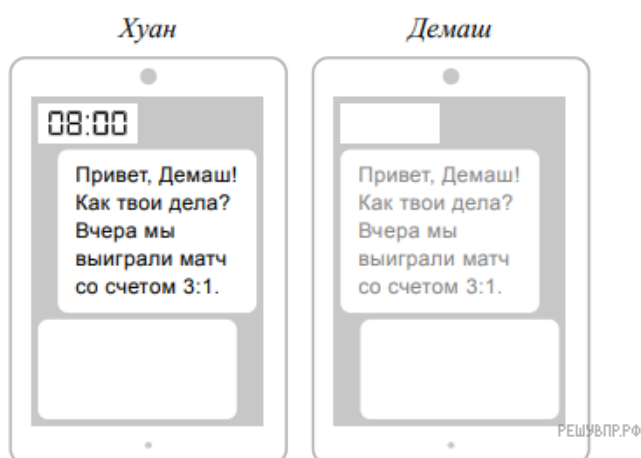 Хуан
Демаш
08:00
Привет, Демаш!
Как твои дела?
Вчера мы
выиграли матч
со счетом 3:1.
Привет, Демаш!
Как твои дела?
Вчера мы
выиграли матч
со счетом 3:1.
РЕШУВПР.РФ